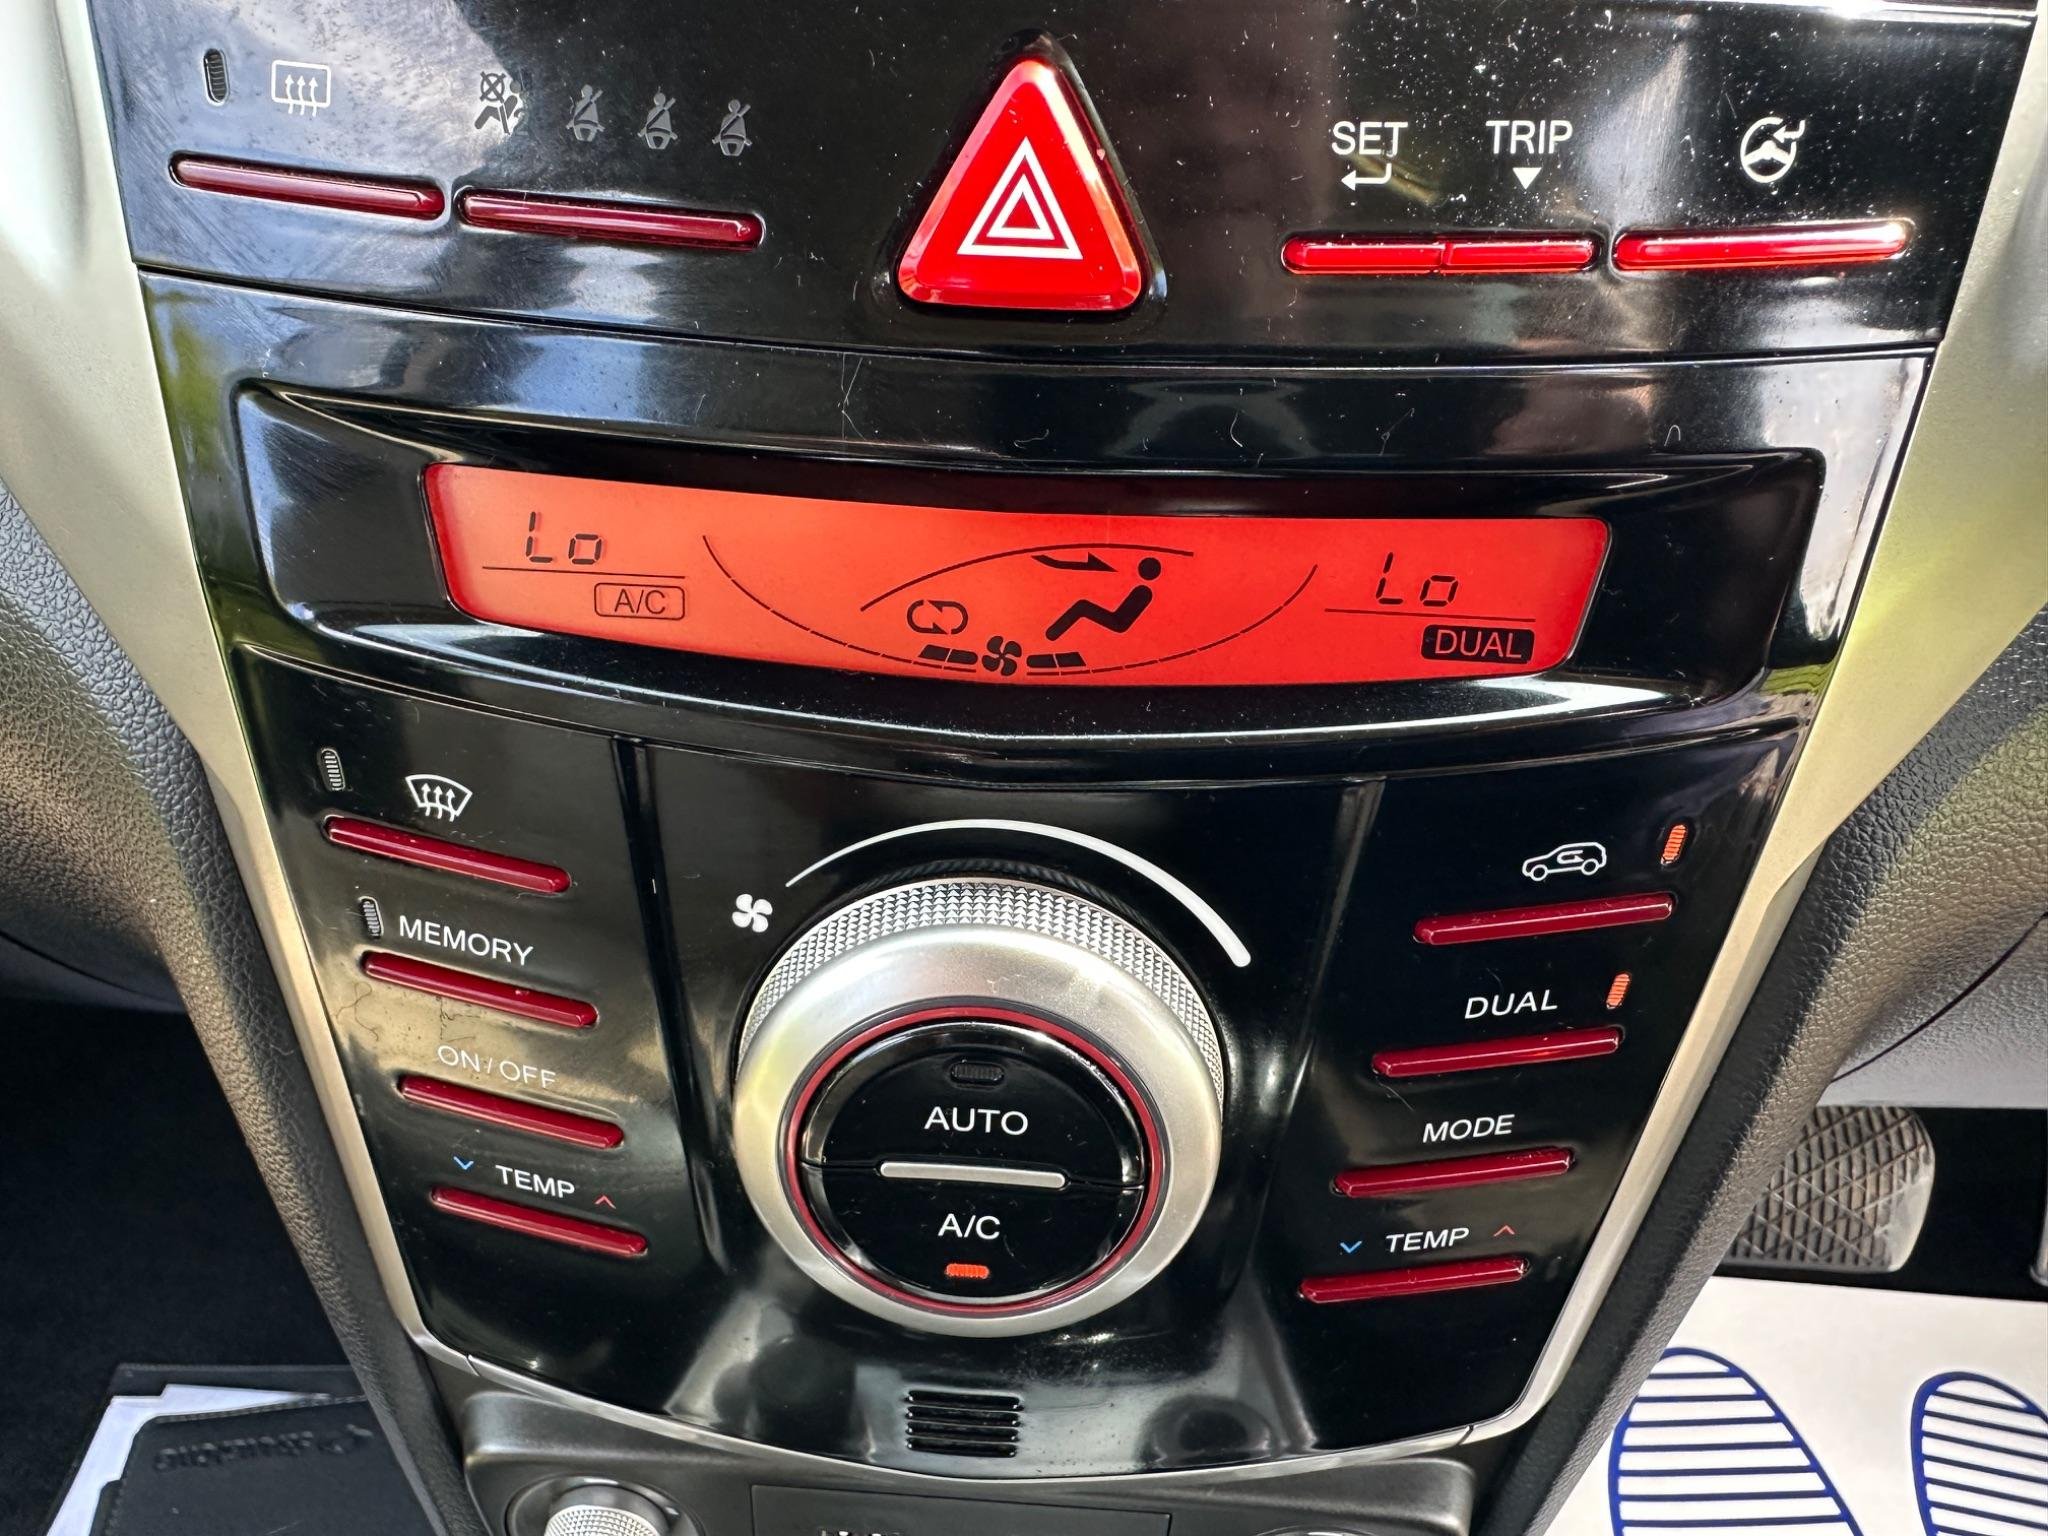 SET
TRIP
Lo
A/C
Lo
DUAL
MEMORY
DUAL
ON/OFF
AUTO
MODE
TEMP
A/C
TEMP